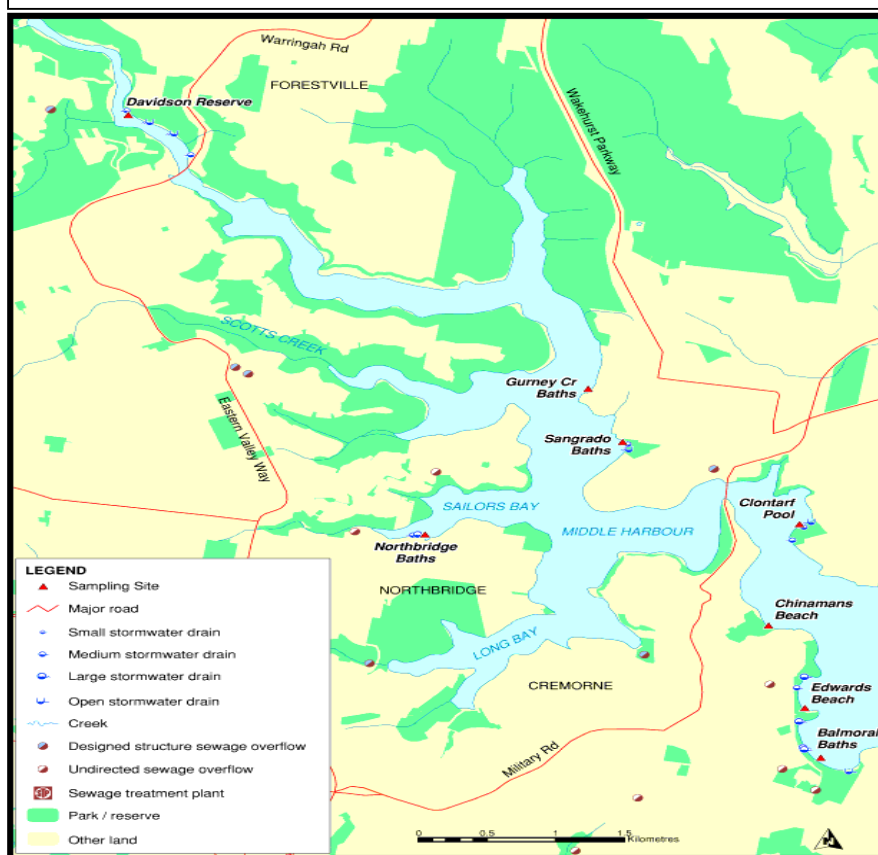 Warringah Rd
FORESTVILLE
Davidson Reserve
Wakehurst Parkway
SCOTTS CREEK
Gurney Cr
Baths
Eastern Valley Way
Sangrado
Baths
SAILORS BAY
Clontarf
Pool
MIDDLE HARBOUR
Northbridge
Baths
NORTHBRIDGE
Chinamans
Beach
LONG BAY
CREMORNE
Edwards
Beach
Balmoral
Baths
Military Rd
LEGEND
Sampling Site
Major road
Small stormwater drain
Medium stormwater drain
Large stormwater drain
Open stormwater drain
Creek
Designed structure sewage overflow
Undirected sewage overflow
Sewage treatment plant
Park / reserve
Other land
0 0.5 1 1.5
Kilometres